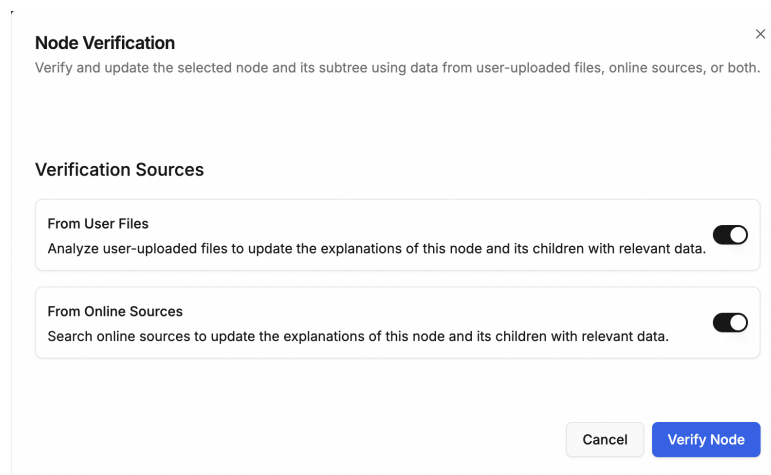 Node Verification
Verify and update the selected node and its subtree using data from user-uploaded files, online sources, or both.
Verification Sources
From User Files
Analyze user-uploaded files to update the explanations of this node and its children with relevant data.
From Online Sources
Search online sources to update the explanations of this node and its children with relevant data.
Cancel
Verify Node